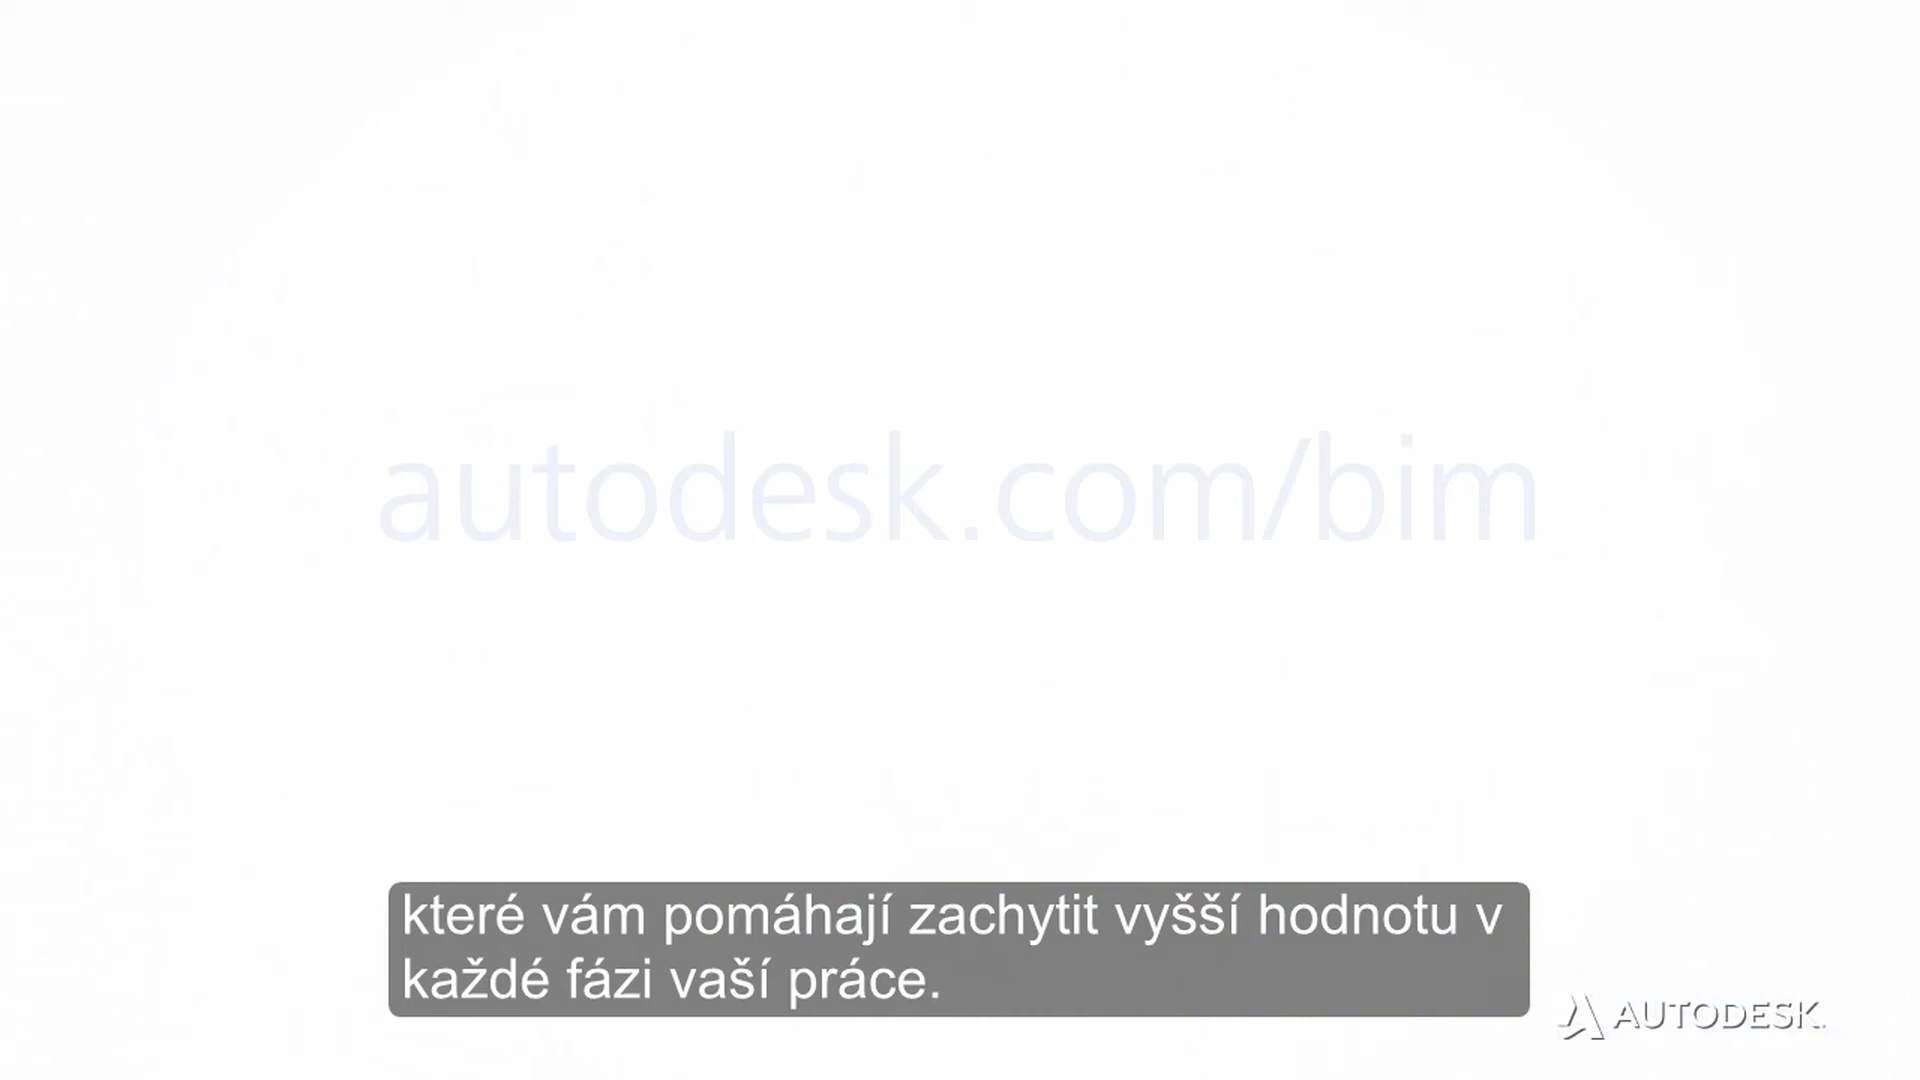 autodesk.com/bim
které vám pomáhají zachytit vyšší hodnotu v
každé fázi vaší práce.
AUTODESK.